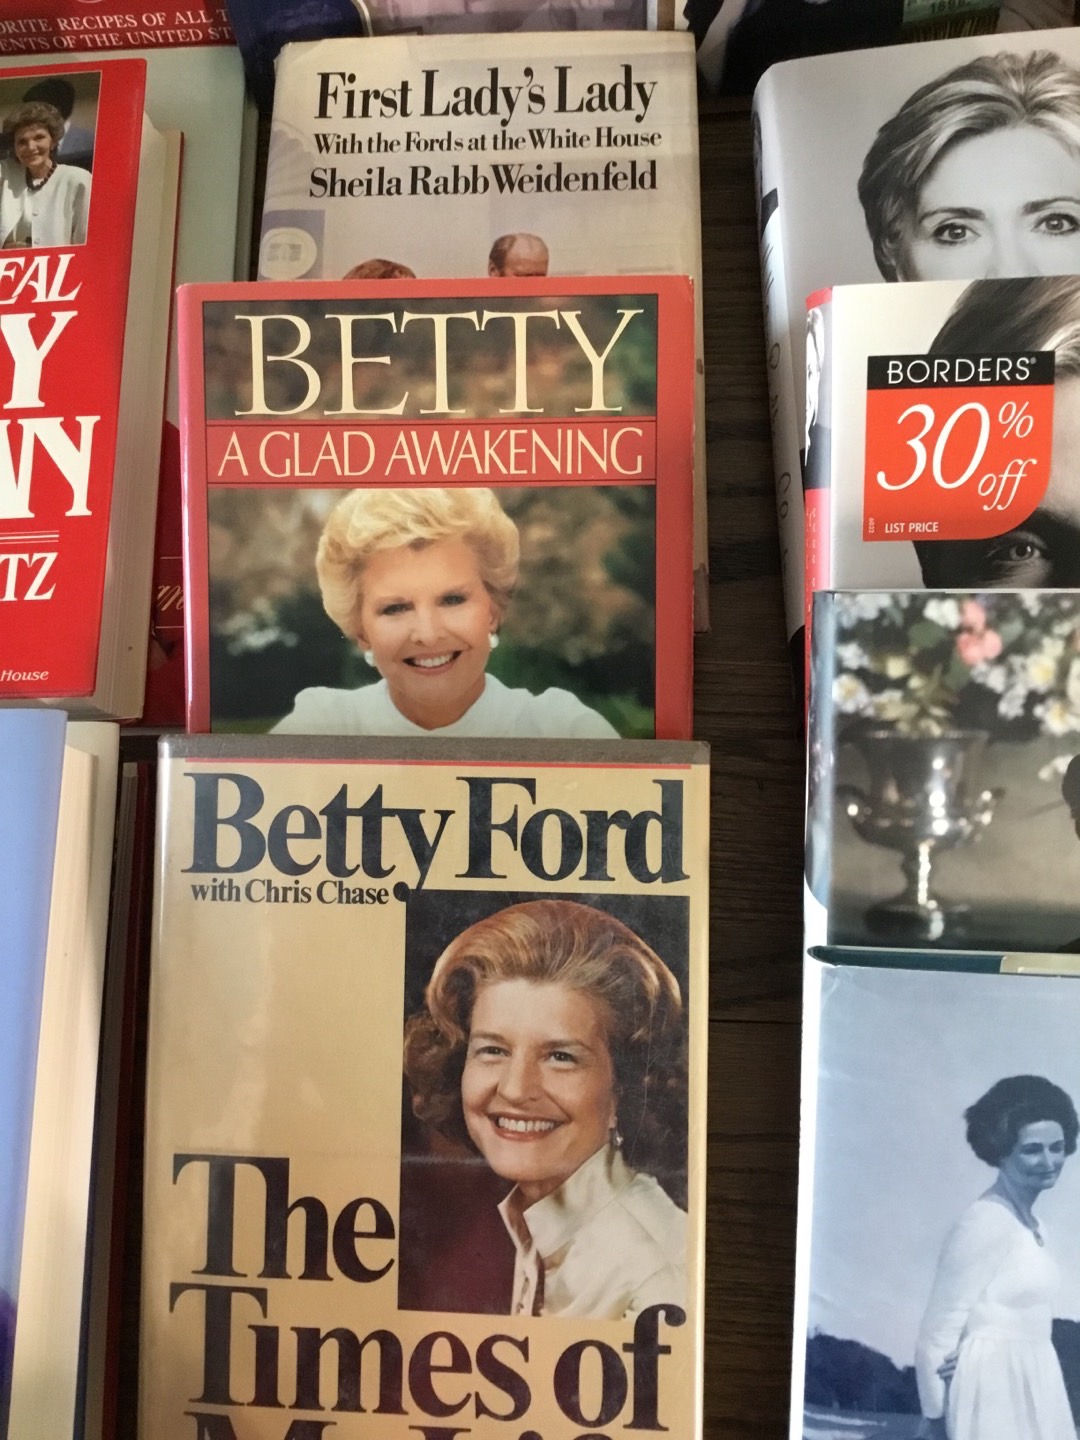 ORITE RECIPES OF ALL T
ENTS OF THE UNITED ST
First Lady's Lady
With the Fords at the White House
Sheila Rabb Weidenfeld
EAL
Y
WN
TZ
House
BETTY
A GLAD AWAKENING
BORDERS®
30% off
LIST PRICE
Betty Ford
with Chris Chase
The
Times of